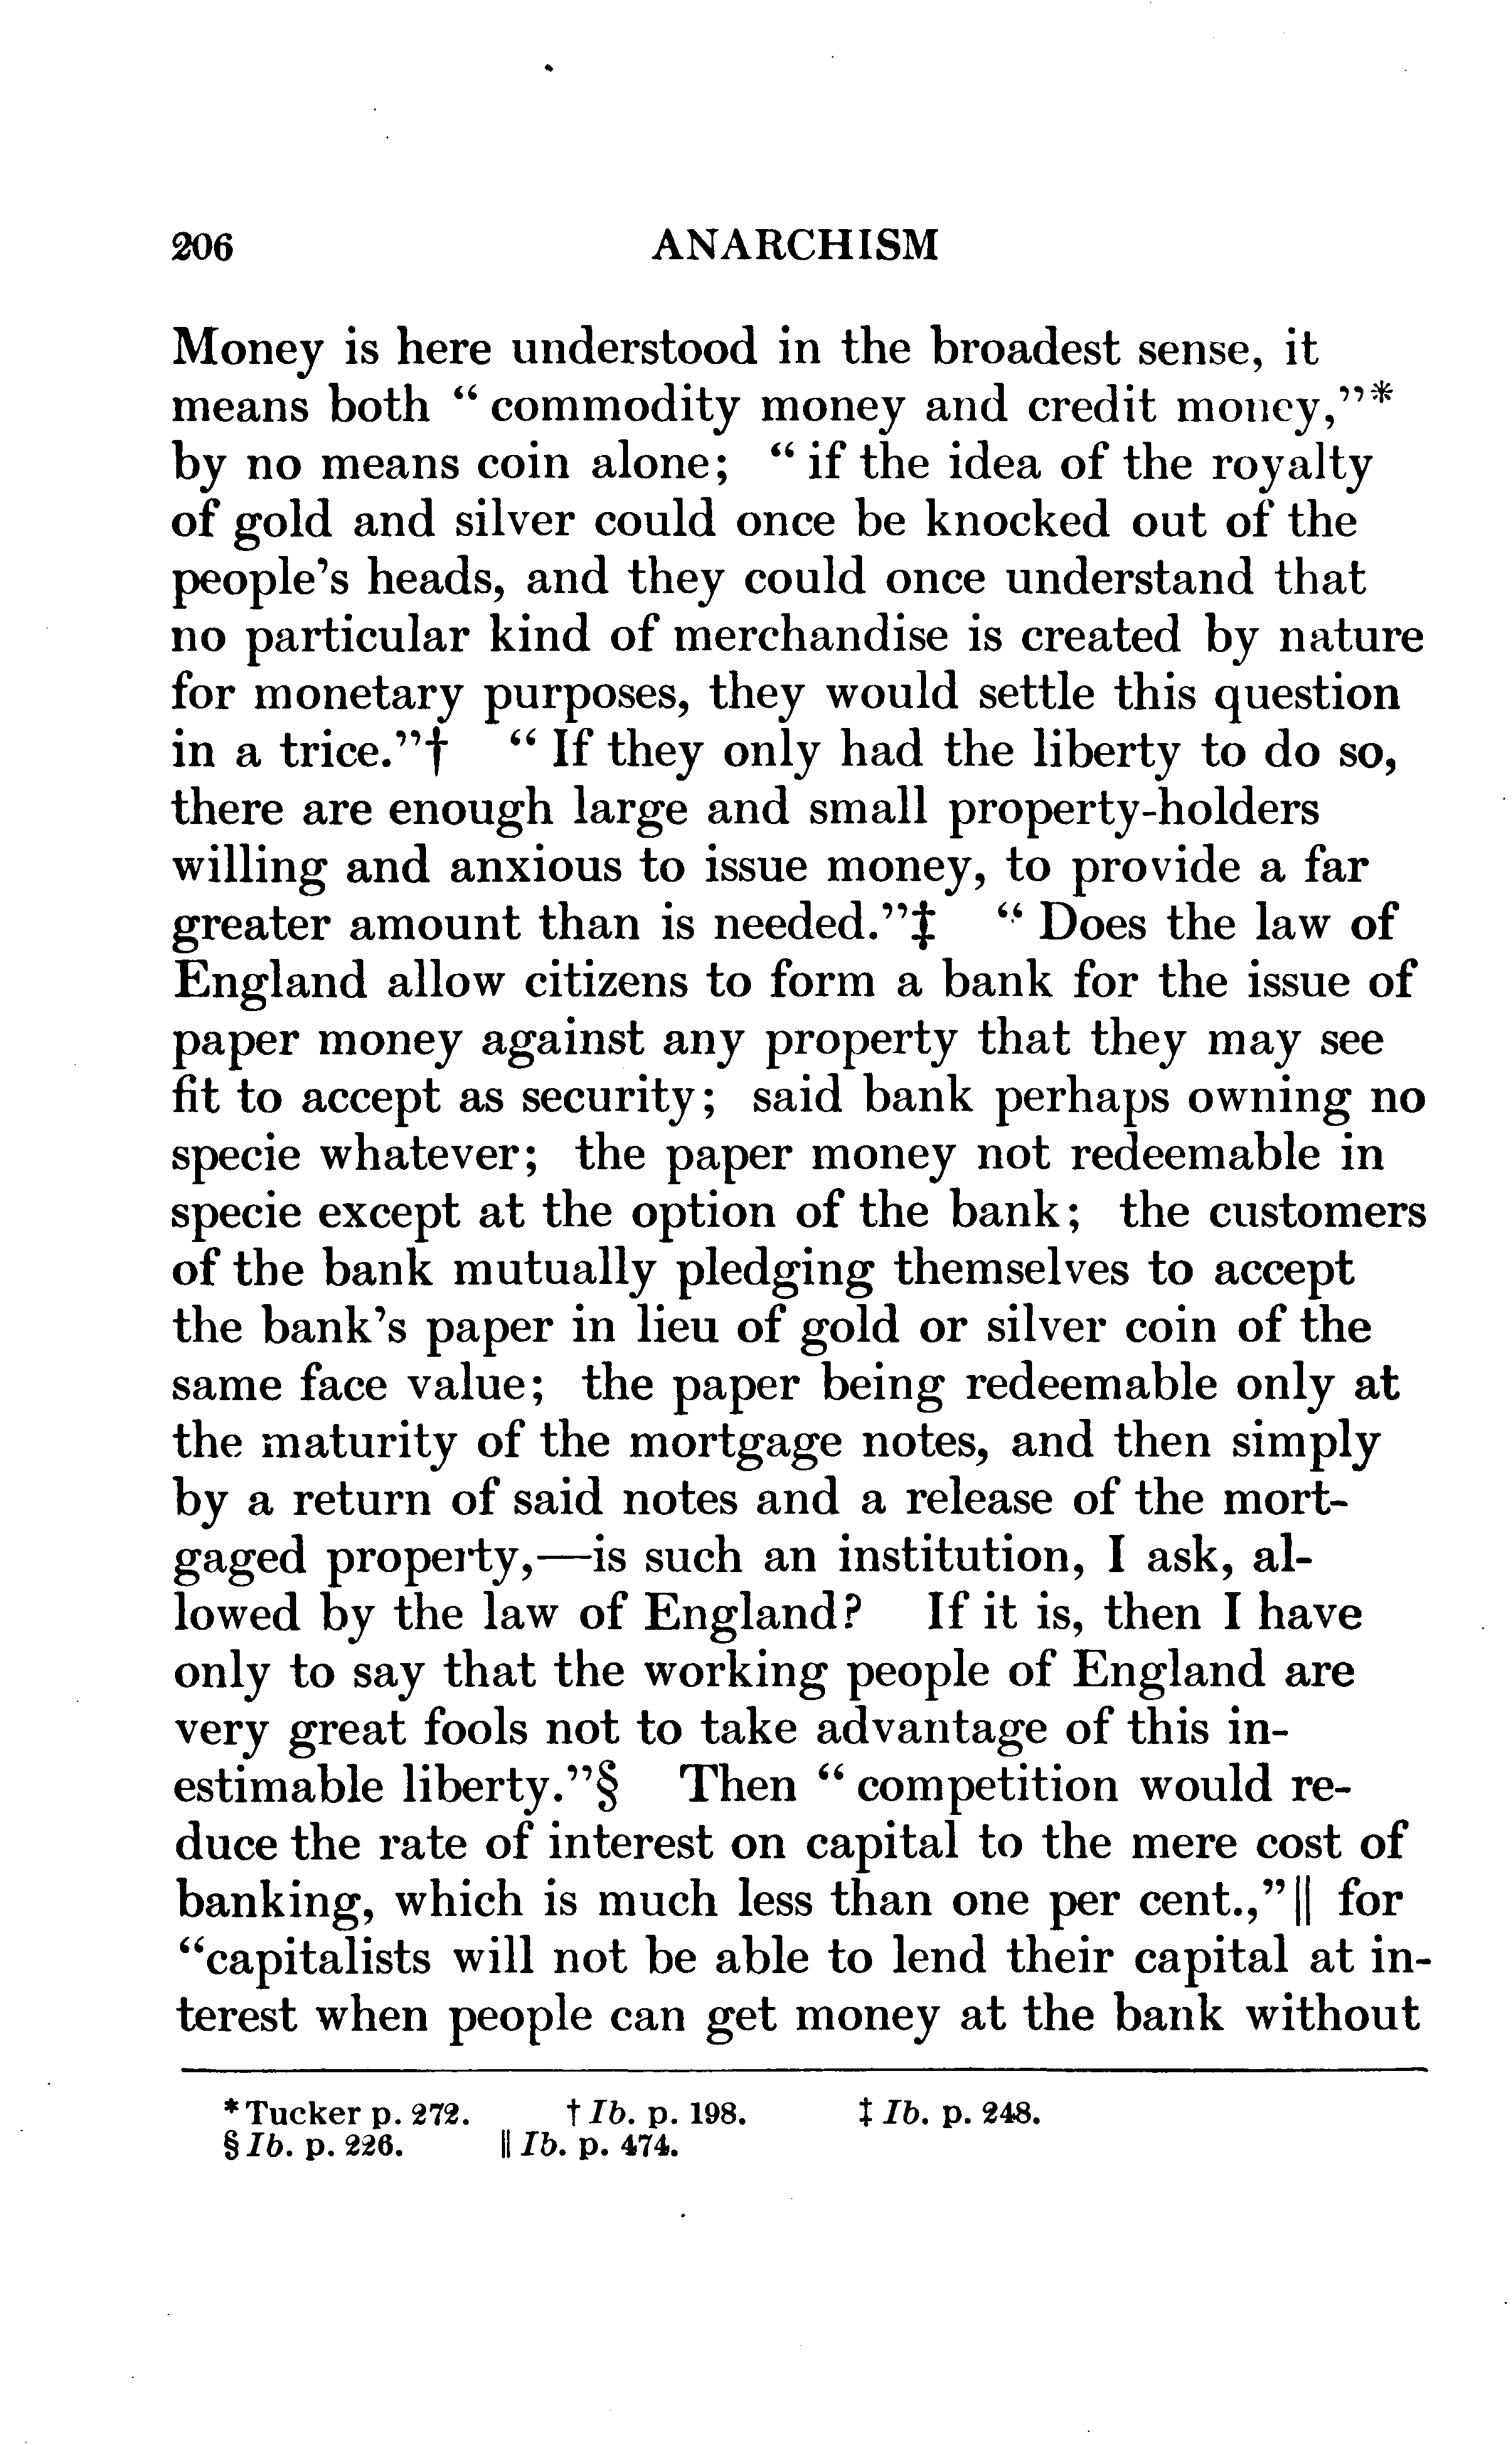 206 ANARCHISM
Money is here understood in the broadest sense, it
means both “ commodity money and credit money,”*
by no means coin alone; “ if the idea of the royalty
of gold and silver could once be knocked out of the
people’s heads, and they could once understand that
no particular kind of merchandise is created by nature
for monetary purposes, they would settle this question
in a trice.”† “ If they only had the liberty to do so,
there are enough large and small property-holders
willing and anxious to issue money, to provide a far
greater amount than is needed.”‡ “ Does the law of
England allow citizens to form a bank for the issue of
paper money against any property that they may see
fit to accept as security; said bank perhaps owning no
specie whatever; the paper money not redeemable in
specie except at the option of the bank; the customers
of the bank mutually pledging themselves to accept
the bank’s paper in lieu of gold or silver coin of the
same face value; the paper being redeemable only at
the maturity of the mortgage notes, and then simply
by a return of said notes and a release of the mort-
gaged property,—is such an institution, I ask, al-
lowed by the law of England? If it is, then I have
only to say that the working people of England are
very great fools not to take advantage of this in-
estimable liberty.”§ Then “ competition would re-
duce the rate of interest on capital to the mere cost of
banking, which is much less than one per cent.,”‖ for
“capitalists will not be able to lend their capital at in-
terest when people can get money at the bank without
* Tucker p. 272. † Ib. p. 198. ‡ Ib. p. 248.
§ Ib. p. 226. ‖ Ib. p. 474.